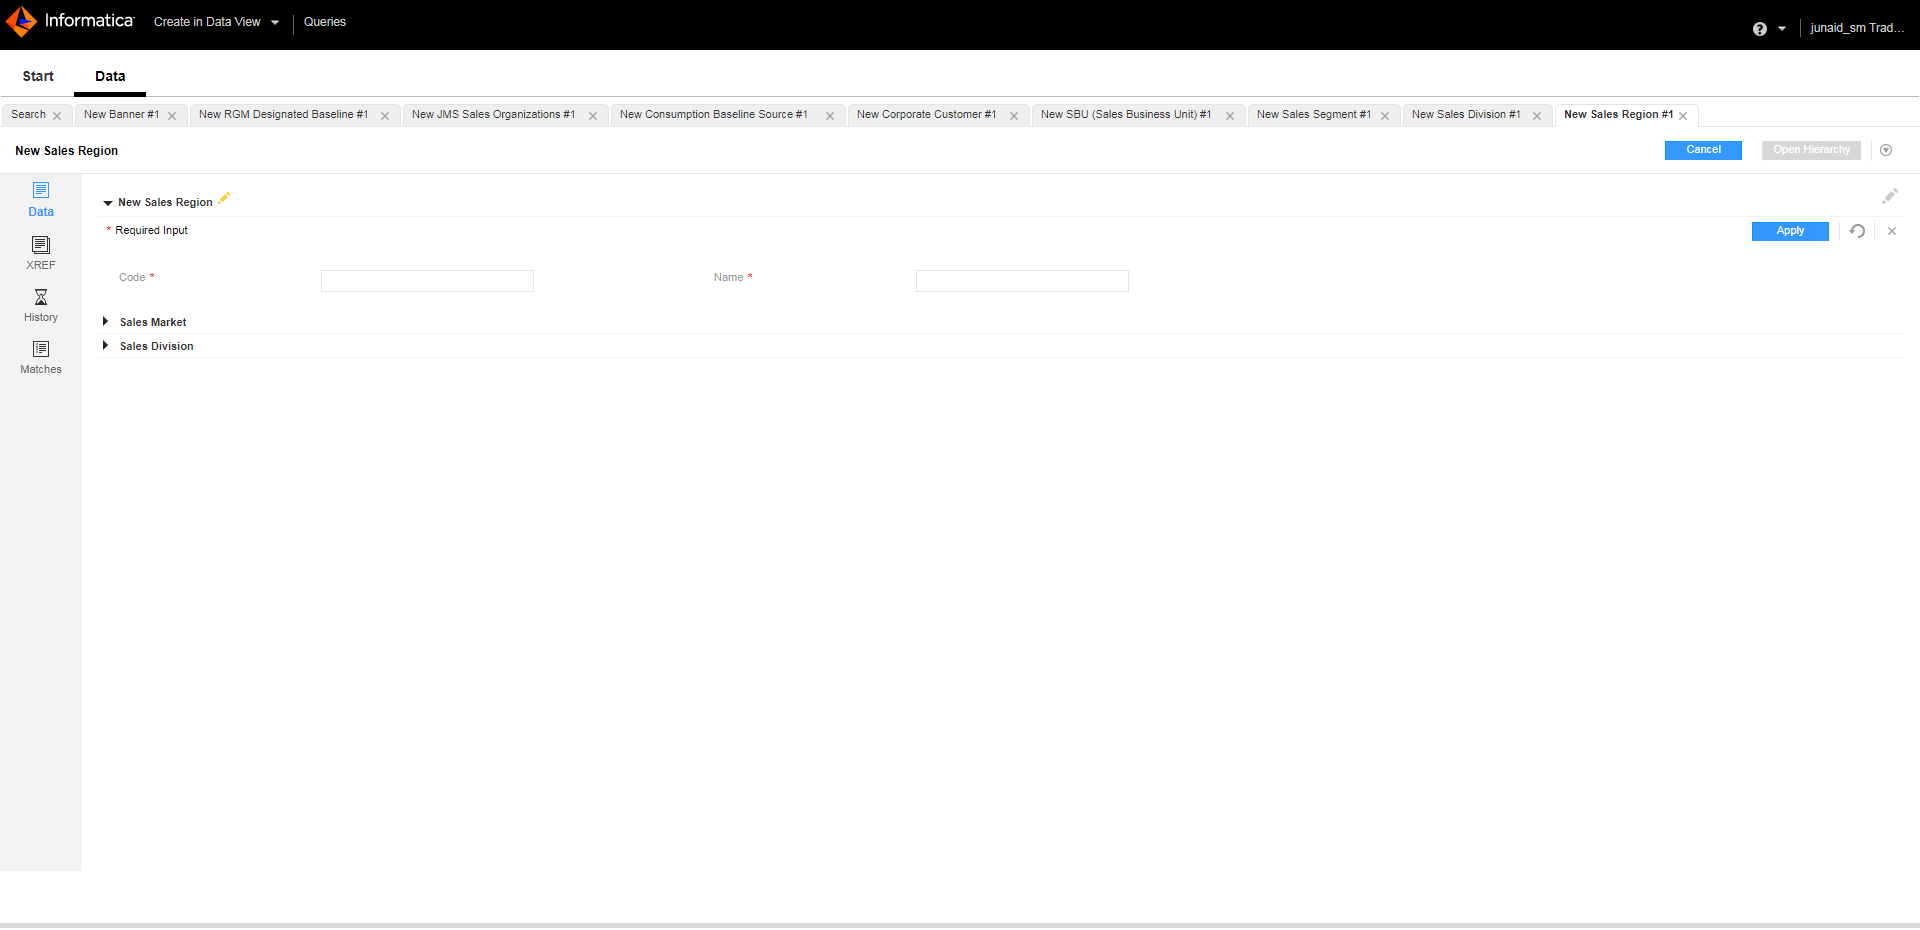 Informatica Create in Data View Queries junaid_sm Trad...
Start Data
Search New Banner #1 New RGM Designated Baseline #1 New JMS Sales Organizations #1 New Consumption Baseline Source #1 New Corporate Customer #1 New SBU (Sales Business Unit) #1 New Sales Segment #1 New Sales Division #1 New Sales Region #1
New Sales Region Cancel Open Hierarchy
Data
XREF
History
Matches
New Sales Region
* Required Input Apply
Code * Name *
Sales Market
Sales Division